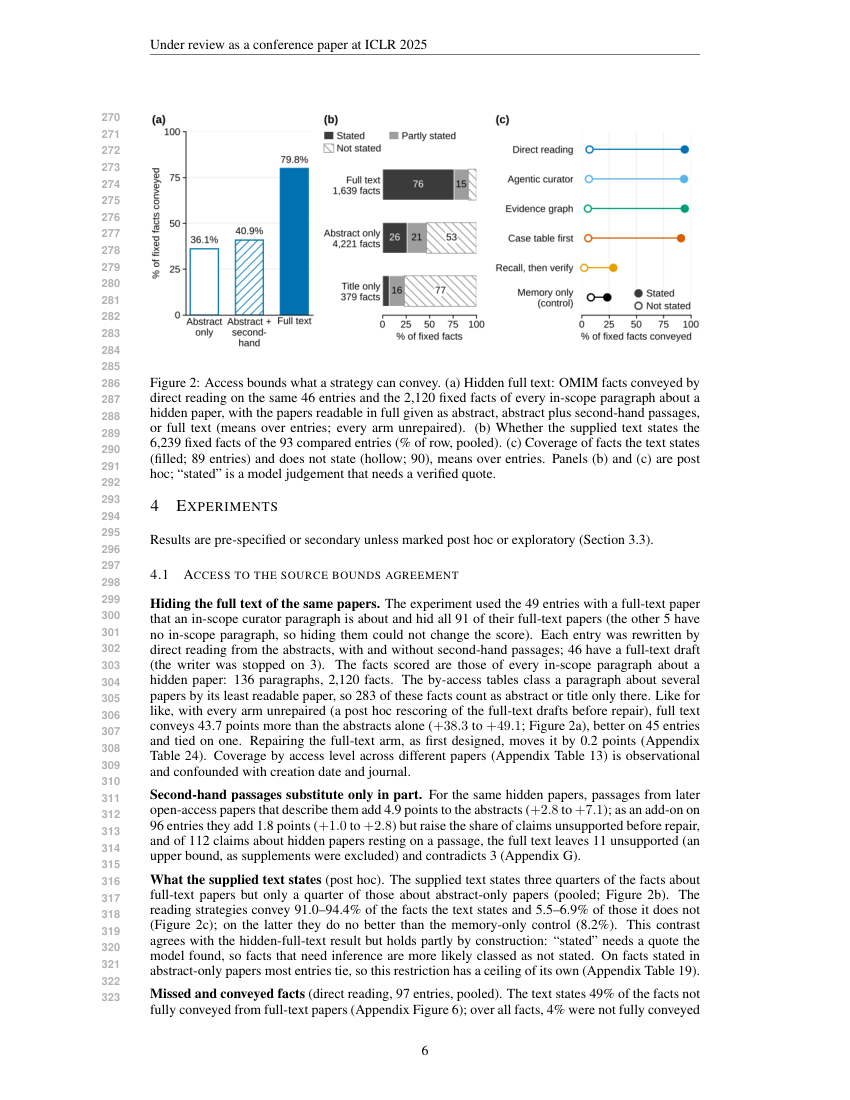 Under review as a conference paper at ICLR 2025
270
271
272
273
274
275
276
277
278
279
280
281
282
283
284
285
286
287
288
289
290
291
292
293
294
295
296
297
298
299
300
301
302
303
304
305
306
307
308
309
310
311
312
313
314
315
316
317
318
319
320
321
322
323
(a)
% of fixed facts conveyed
100
75
50
25
0
36.1%
40.9%
79.8%
Abstract only
Abstract + second-hand
Full text
(b)
Stated
Partly stated
Not stated
Full text
1,639 facts
76
15
Abstract only
4,221 facts
26
21
53
Title only
379 facts
16
77
0 25 50 75 100
% of fixed facts
(c)
Direct reading
Agentic curator
Evidence graph
Case table first
Recall, then verify
Memory only
(control)
Stated
Not stated
0 25 50 75 100
% of fixed facts conveyed
Figure 2: Access bounds what a strategy can convey. (a) Hidden full text: OMIM facts conveyed by
direct reading on the same 46 entries and the 2,120 fixed facts of every in-scope paragraph about a
hidden paper, with the papers readable in full given as abstract, abstract plus second-hand passages,
or full text (means over entries; every arm unrepaired). (b) Whether the supplied text states the
6,239 fixed facts of the 93 compared entries (% of row, pooled). (c) Coverage of facts the text states
(filled; 89 entries) and does not state (hollow; 90), means over entries. Panels (b) and (c) are post
hoc; “stated” is a model judgement that needs a verified quote.
4 EXPERIMENTS
Results are pre-specified or secondary unless marked post hoc or exploratory (Section 3.3).
4.1 ACCESS TO THE SOURCE BOUNDS AGREEMENT
Hiding the full text of the same papers. The experiment used the 49 entries with a full-text paper
that an in-scope curator paragraph is about and hid all 91 of their full-text papers (the other 5 have
no in-scope paragraph, so hiding them could not change the score). Each entry was rewritten by
direct reading from the abstracts, with and without second-hand passages; 46 have a full-text draft
(the writer was stopped on 3). The facts scored are those of every in-scope paragraph about a
hidden paper: 136 paragraphs, 2,120 facts. The by-access tables class a paragraph about several
papers by its least readable paper, so 283 of these facts count as abstract or title only there. Like for
like, with every arm unrepaired (a post hoc rescoring of the full-text drafts before repair), full text
conveys 43.7 points more than the abstracts alone (+38.3 to +49.1; Figure 2a), better on 45 entries
and tied on one. Repairing the full-text arm, as first designed, moves it by 0.2 points (Appendix
Table 24). Coverage by access level across different papers (Appendix Table 13) is observational
and confounded with creation date and journal.
Second-hand passages substitute only in part. For the same hidden papers, passages from later
open-access papers that describe them add 4.9 points to the abstracts (+2.8 to +7.1); as an add-on on
96 entries they add 1.8 points (+1.0 to +2.8) but raise the share of claims unsupported before repair,
and of 112 claims about hidden papers resting on a passage, the full text leaves 11 unsupported (an
upper bound, as supplements were excluded) and contradicts 3 (Appendix G).
What the supplied text states (post hoc). The supplied text states three quarters of the facts about
full-text papers but only a quarter of those about abstract-only papers (pooled; Figure 2b). The
reading strategies convey 91.0–94.4% of the facts the text states and 5.5–6.9% of those it does not
(Figure 2c); on the latter they do no better than the memory-only control (8.2%). This contrast
agrees with the hidden-full-text result but holds partly by construction: “stated” needs a quote the
model found, so facts that need inference are more likely classed as not stated. On facts stated in
abstract-only papers most entries tie, so this restriction has a ceiling of its own (Appendix Table 19).
Missed and conveyed facts (direct reading, 97 entries, pooled). The text states 49% of the facts not
fully conveyed from full-text papers (Appendix Figure 6); over all facts, 4% were not fully conveyed
6